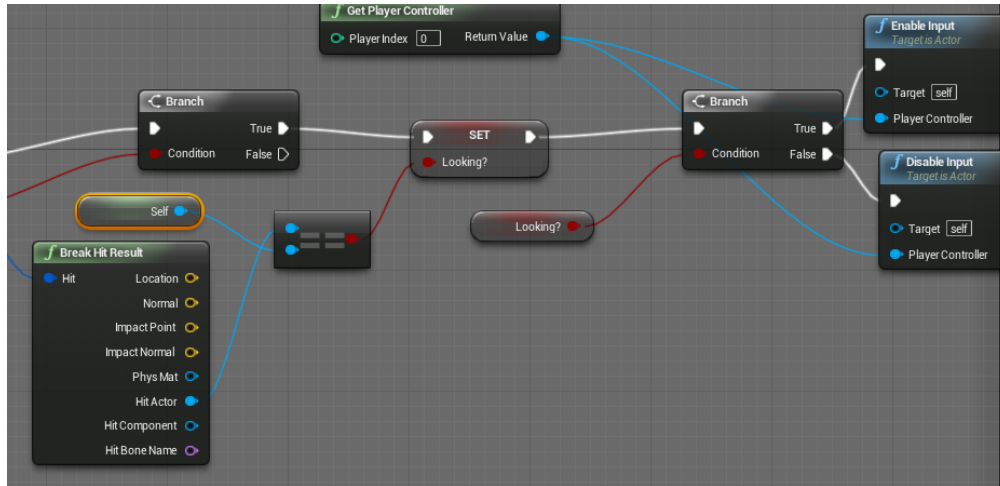 Get Player Controller
Player Index 0 Return Value
Enable Input
Target is Actor
Target self
Player Controller
Branch
True
Condition False
SET
Looking?
Branch
True
Condition False
Disable Input
Target is Actor
Target self
Player Controller
Self
Looking?
Break Hit Result
Hit Location
Normal
Impact Point
Impact Normal
Phys Mat
Hit Actor
Hit Component
Hit Bone Name